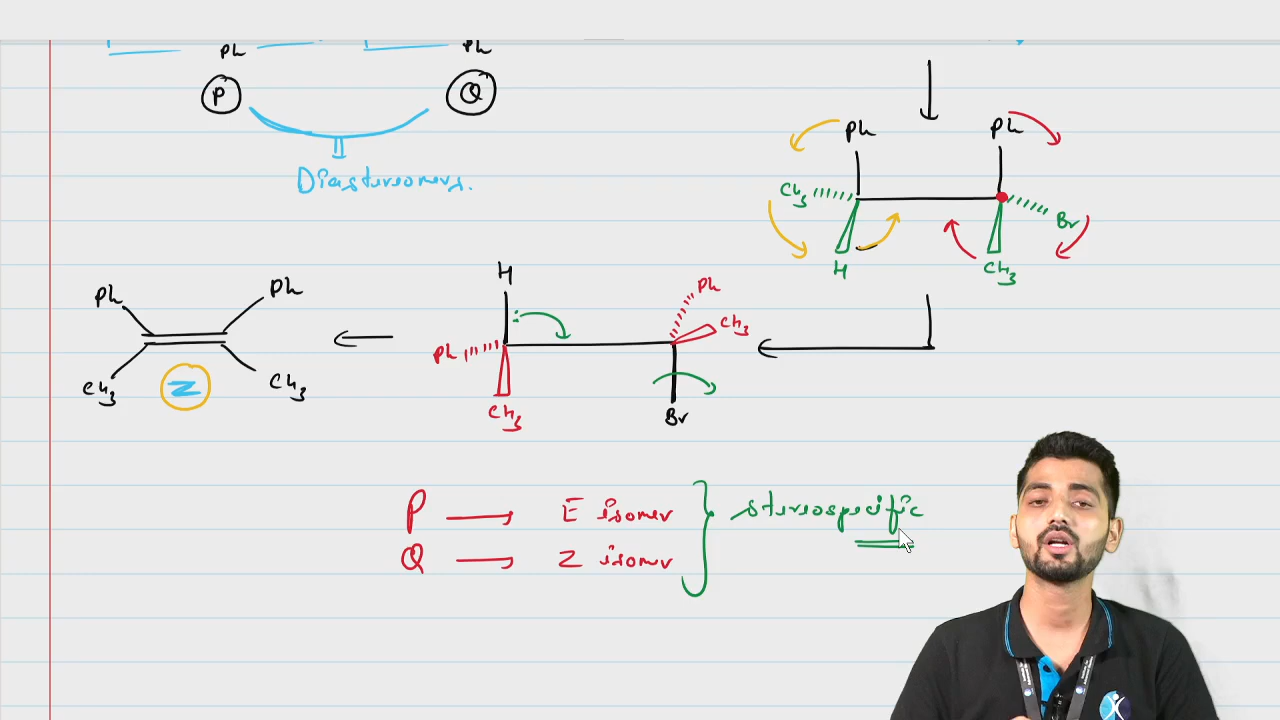 Ph Ph
P Q
Diastereomers.
Ph Ph
CH3 Br
H CH3
H Ph
Ph CH3
CH3 Br
Ph Ph
CH3 Z CH3
P → E isomer
Q → Z isomer
stereospecific